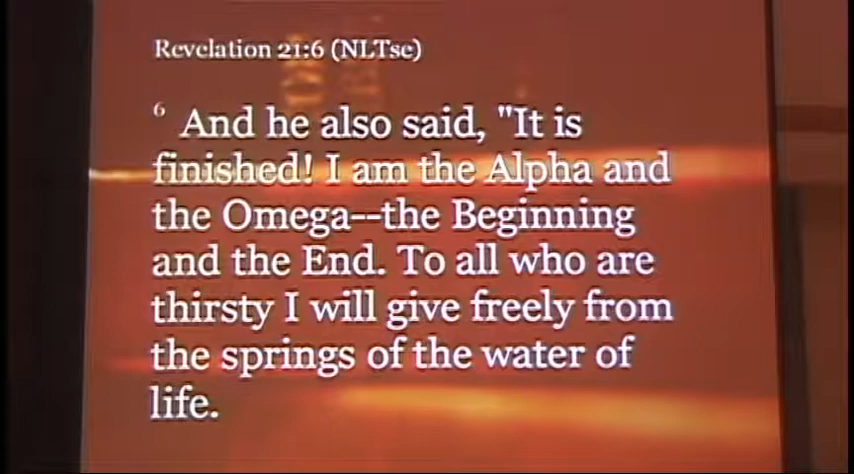 Revelation 21:6 (NLTse)
6 And he also said, "It is
finished! I am the Alpha and
the Omega--the Beginning
and the End. To all who are
thirsty I will give freely from
the springs of the water of
life.